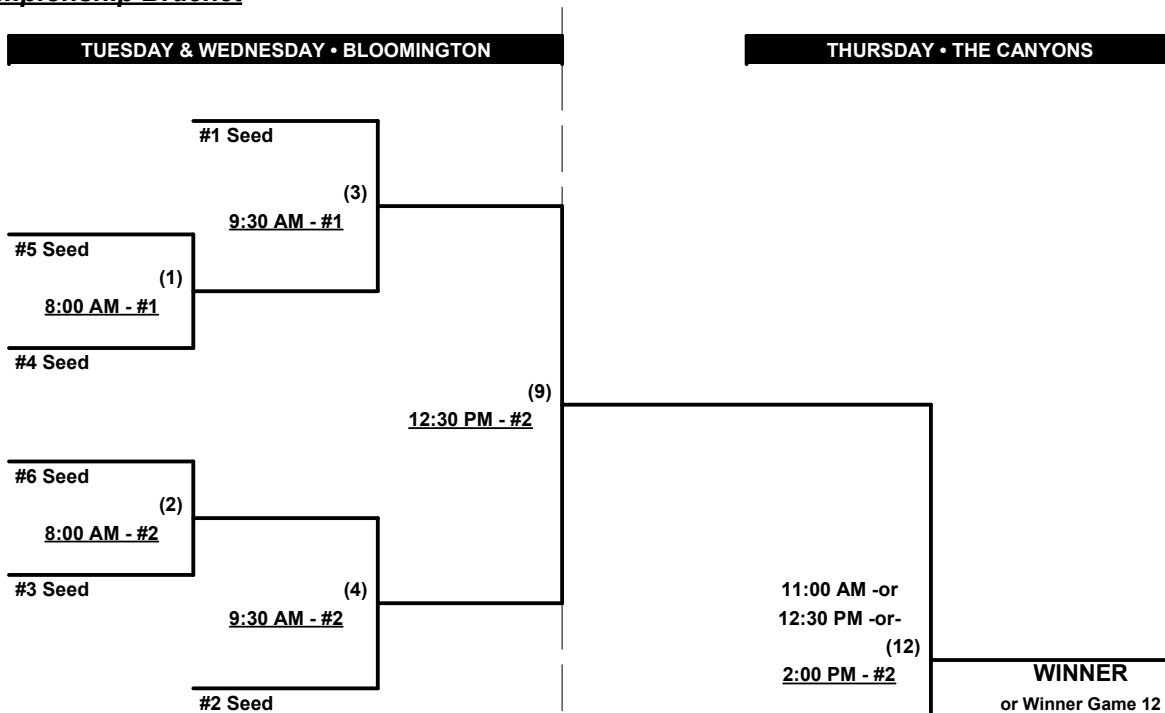 TUESDAY & WEDNESDAY • BLOOMINGTON
THURSDAY • THE CANYONS
#1 Seed
(3)
9:30 AM - #1
#5 Seed
(1)
8:00 AM - #1
#4 Seed
(9)
12:30 PM - #2
#6 Seed
(2)
8:00 AM - #2
#3 Seed
(4)
9:30 AM - #2
#2 Seed
11:00 AM -or
12:30 PM -or-
(12)
2:00 PM - #2
WINNER
or Winner Game 12